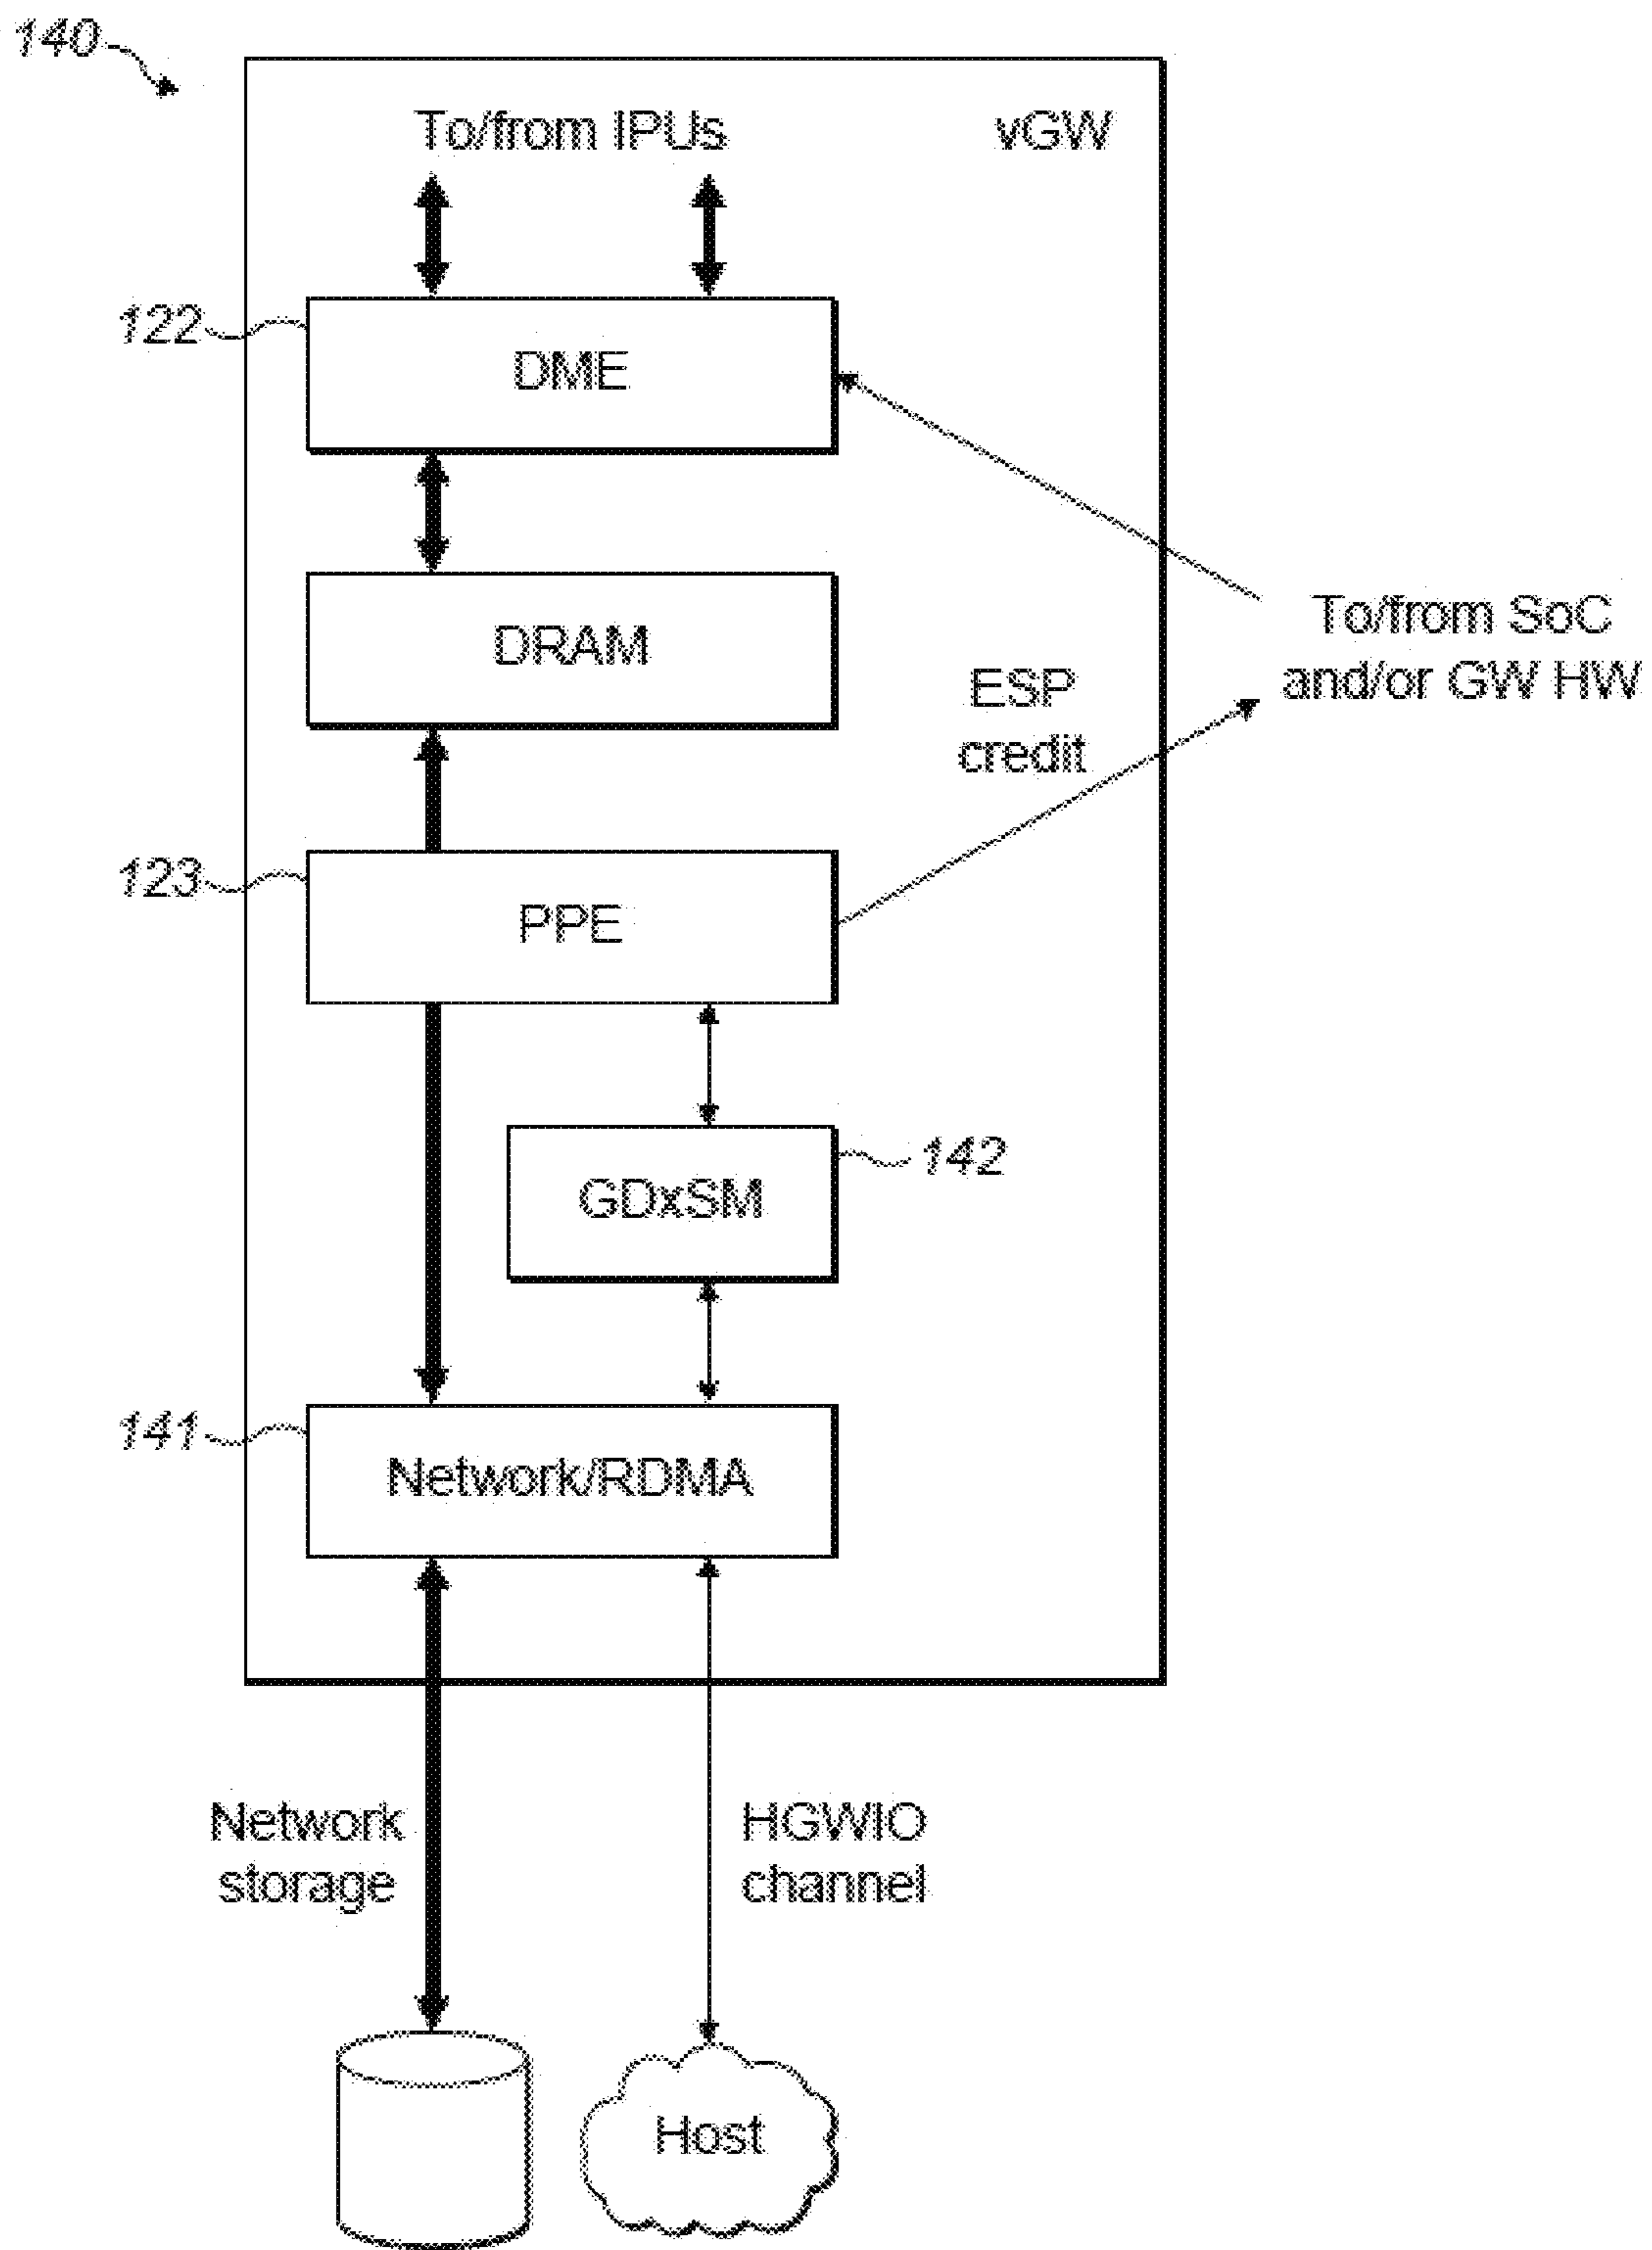 140
To/from IPUs
vGW
122
DME
DRAM
To/from SoC
and/or GW HW
ESP
credit
123
PPE
142
GDxSM
141
Network/RDMA
Network
storage
HGWIO
channel
Host